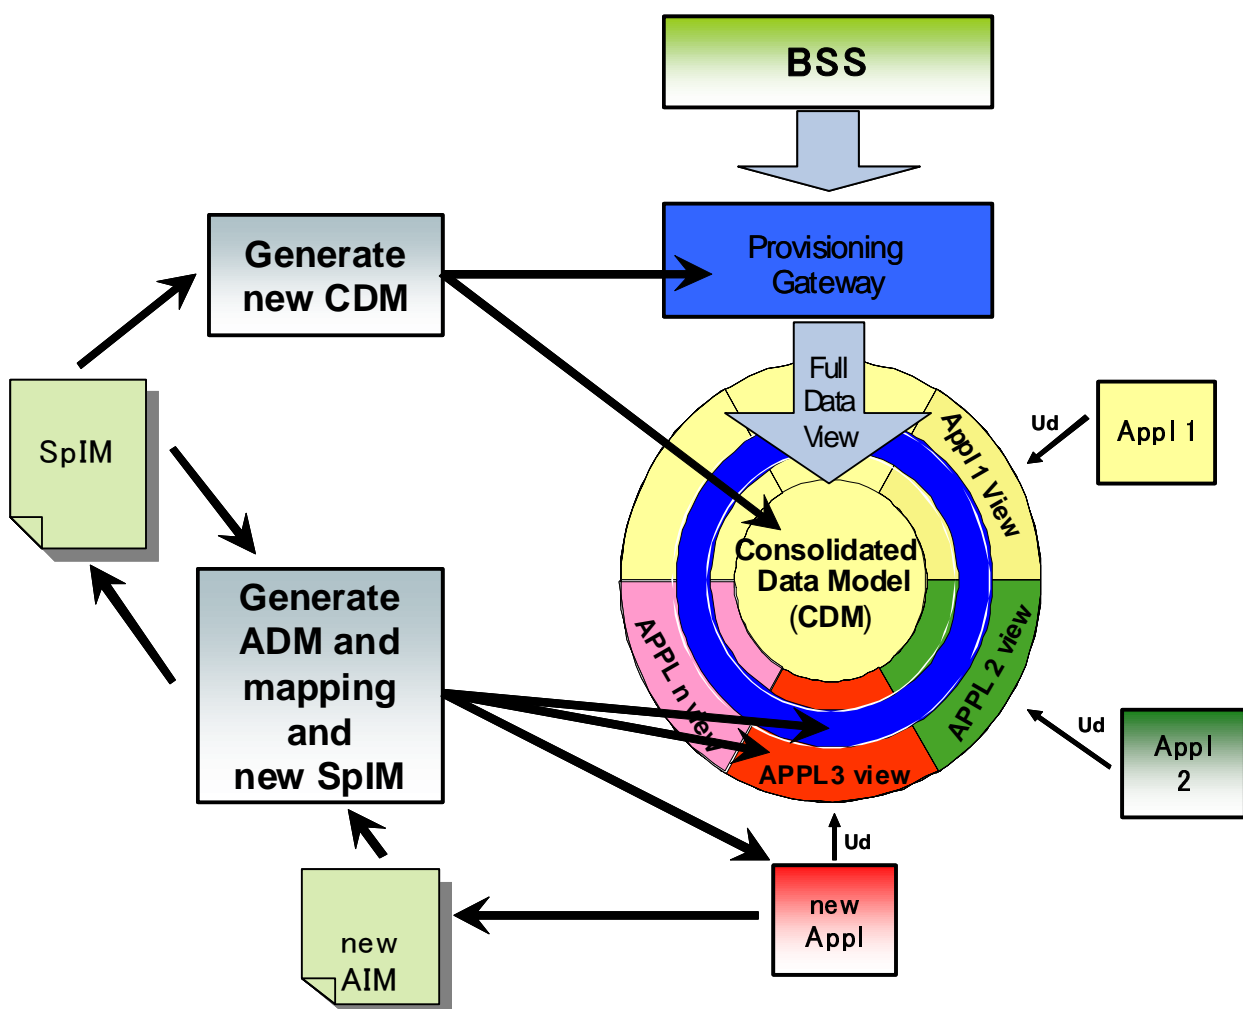 BSS
Provisioning
Gateway
Generate
new CDM
Full
Data
View
SpIM
Appl 1 View
Ud
Appl 1
Consolidated
Data Model
(CDM)
Generate
ADM and
mapping
and
new SpIM
APPL n view
APPL 2 view
APPL3 view
Ud
Appl
2
Ud
new
Appl
new
AIM